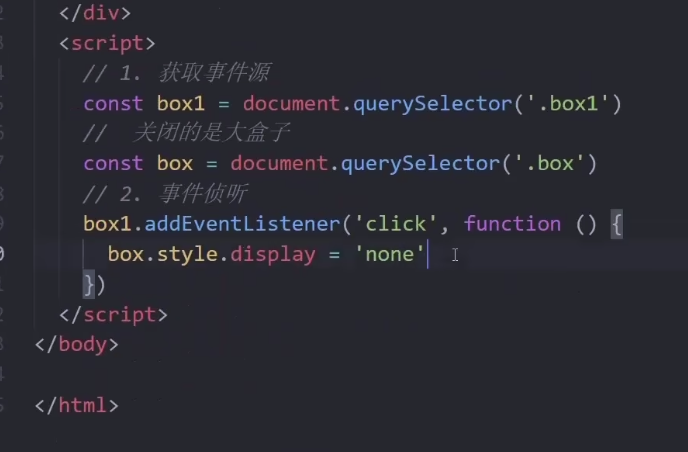 </div>
<script>
// 1. 获取事件源
const box1 = document.querySelector('.box1')
//  关闭的是大盒子
const box = document.querySelector('.box')
// 2. 事件侦听
box1.addEventListener('click', function () {
box.style.display = 'none'
})
</script>
</body>
</html>